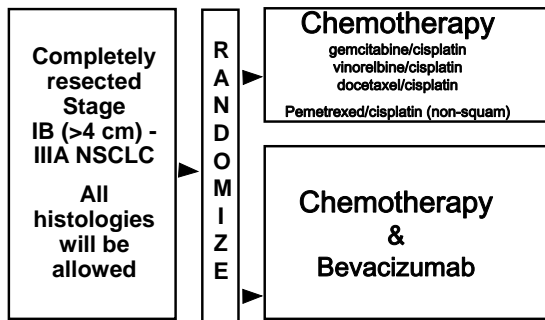 Completely
resected
Stage
IB (>4 cm) -
IIIA NSCLC
All
histologies
will be
allowed
R
A
N
D
O
M
I
Z
E
Chemotherapy
gemcitabine/cisplatin
vinorelbine/cisplatin
docetaxel/cisplatin
Pemetrexed/cisplatin (non-squam)
Chemotherapy
&
Bevacizumab